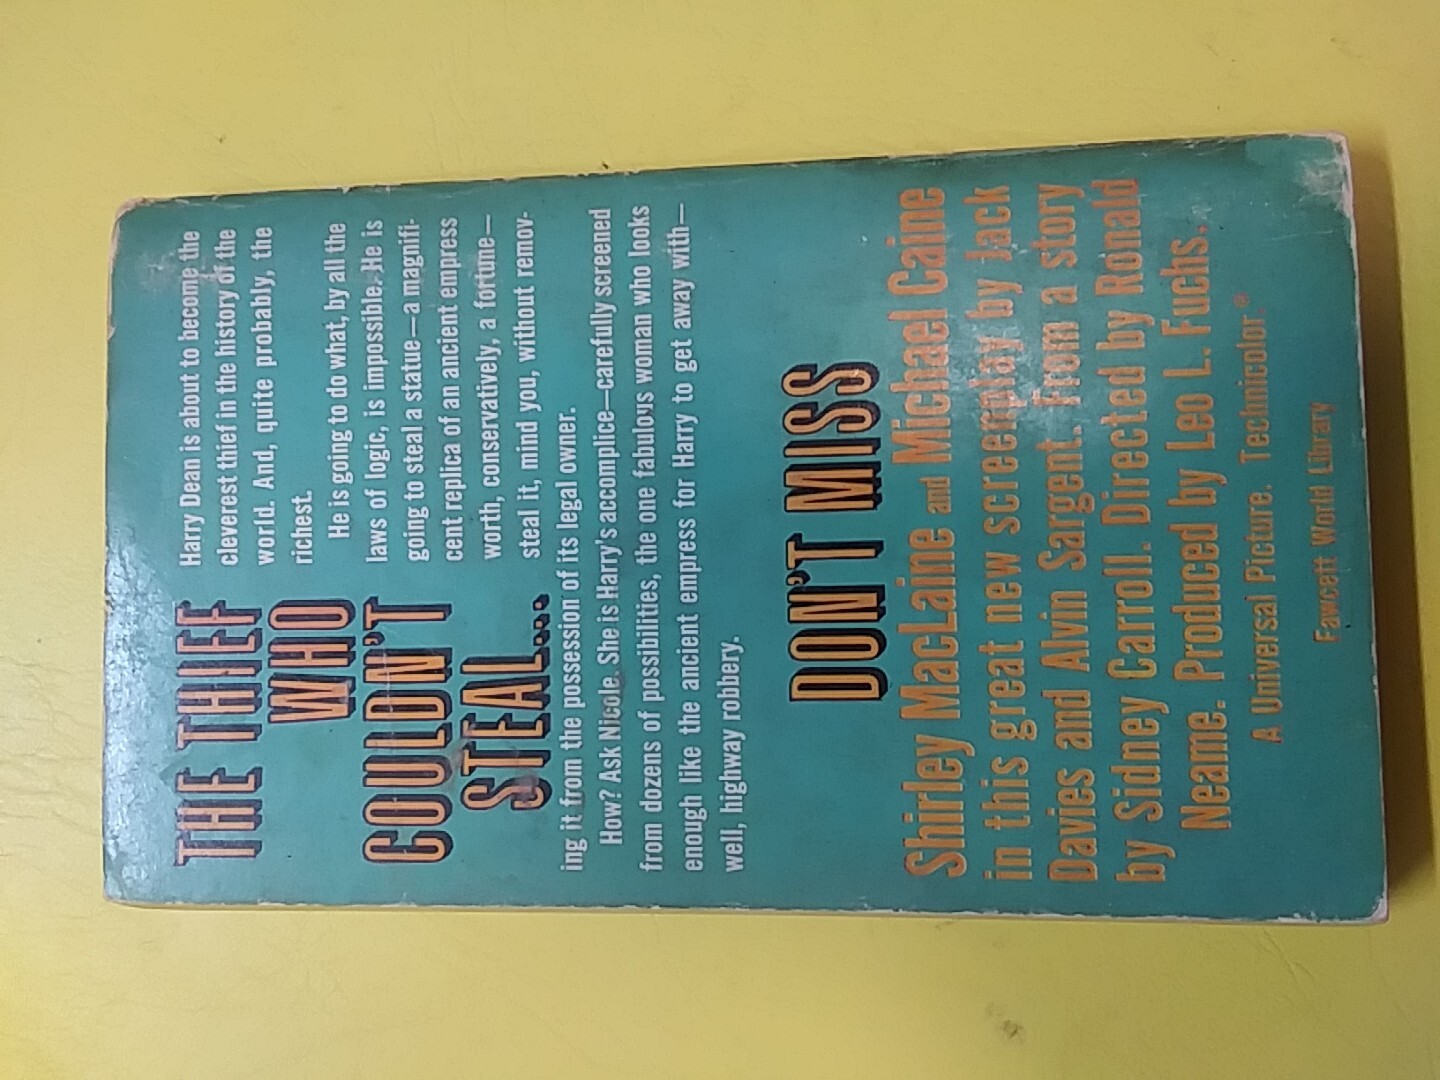 THE THIEF
WHO
COULDN'T
STEAL...
Harry Dean is about to become the
cleverest thief in the history of the
world. And, quite probably, the
richest.
He is going to do what, by all the
laws of logic, is impossible. He is
going to steal a statue—a magnifi-
cent replica of an ancient empress
worth, conservatively, a fortune—
steal it, mind you, without remov-
ing it from the possession of its legal owner.
How? Ask Nicole. She is Harry's accomplice—carefully screened
from dozens of possibilities, the one fabulous woman who looks
enough like the ancient empress for Harry to get away with—
well, highway robbery.
DON'T MISS
Shirley MacLaine and Michael Caine
in this great new screenplay by Jack
Davies and Alvin Sargent. From a story
by Sidney Carroll. Directed by Ronald
Neame. Produced by Leo L. Fuchs.
A Universal Picture. Technicolor.®
Fawcett World Library